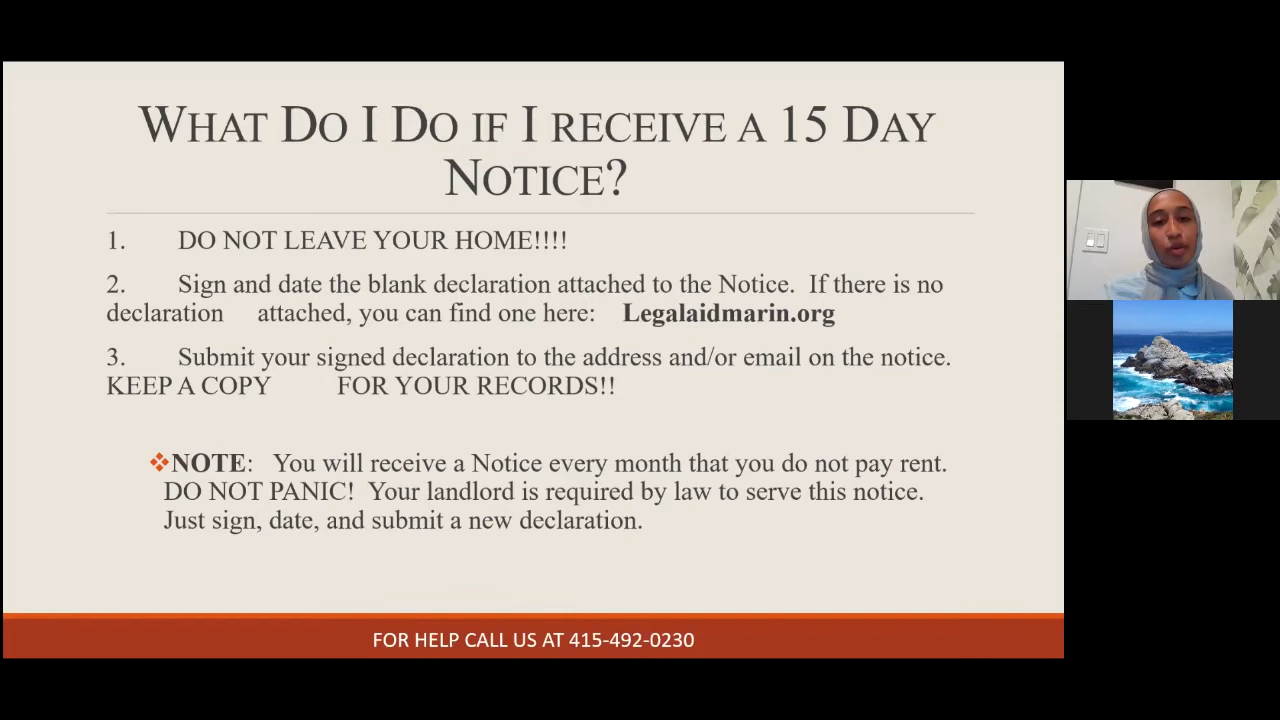 What Do I Do if I receive a 15 Day
Notice?
1. DO NOT LEAVE YOUR HOME!!!!
2. Sign and date the blank declaration attached to the Notice. If there is no
declaration attached, you can find one here: Legalaidmarin.org
3. Submit your signed declaration to the address and/or email on the notice.
KEEP A COPY FOR YOUR RECORDS!!
❖NOTE: You will receive a Notice every month that you do not pay rent.
DO NOT PANIC! Your landlord is required by law to serve this notice.
Just sign, date, and submit a new declaration.
FOR HELP CALL US AT 415-492-0230